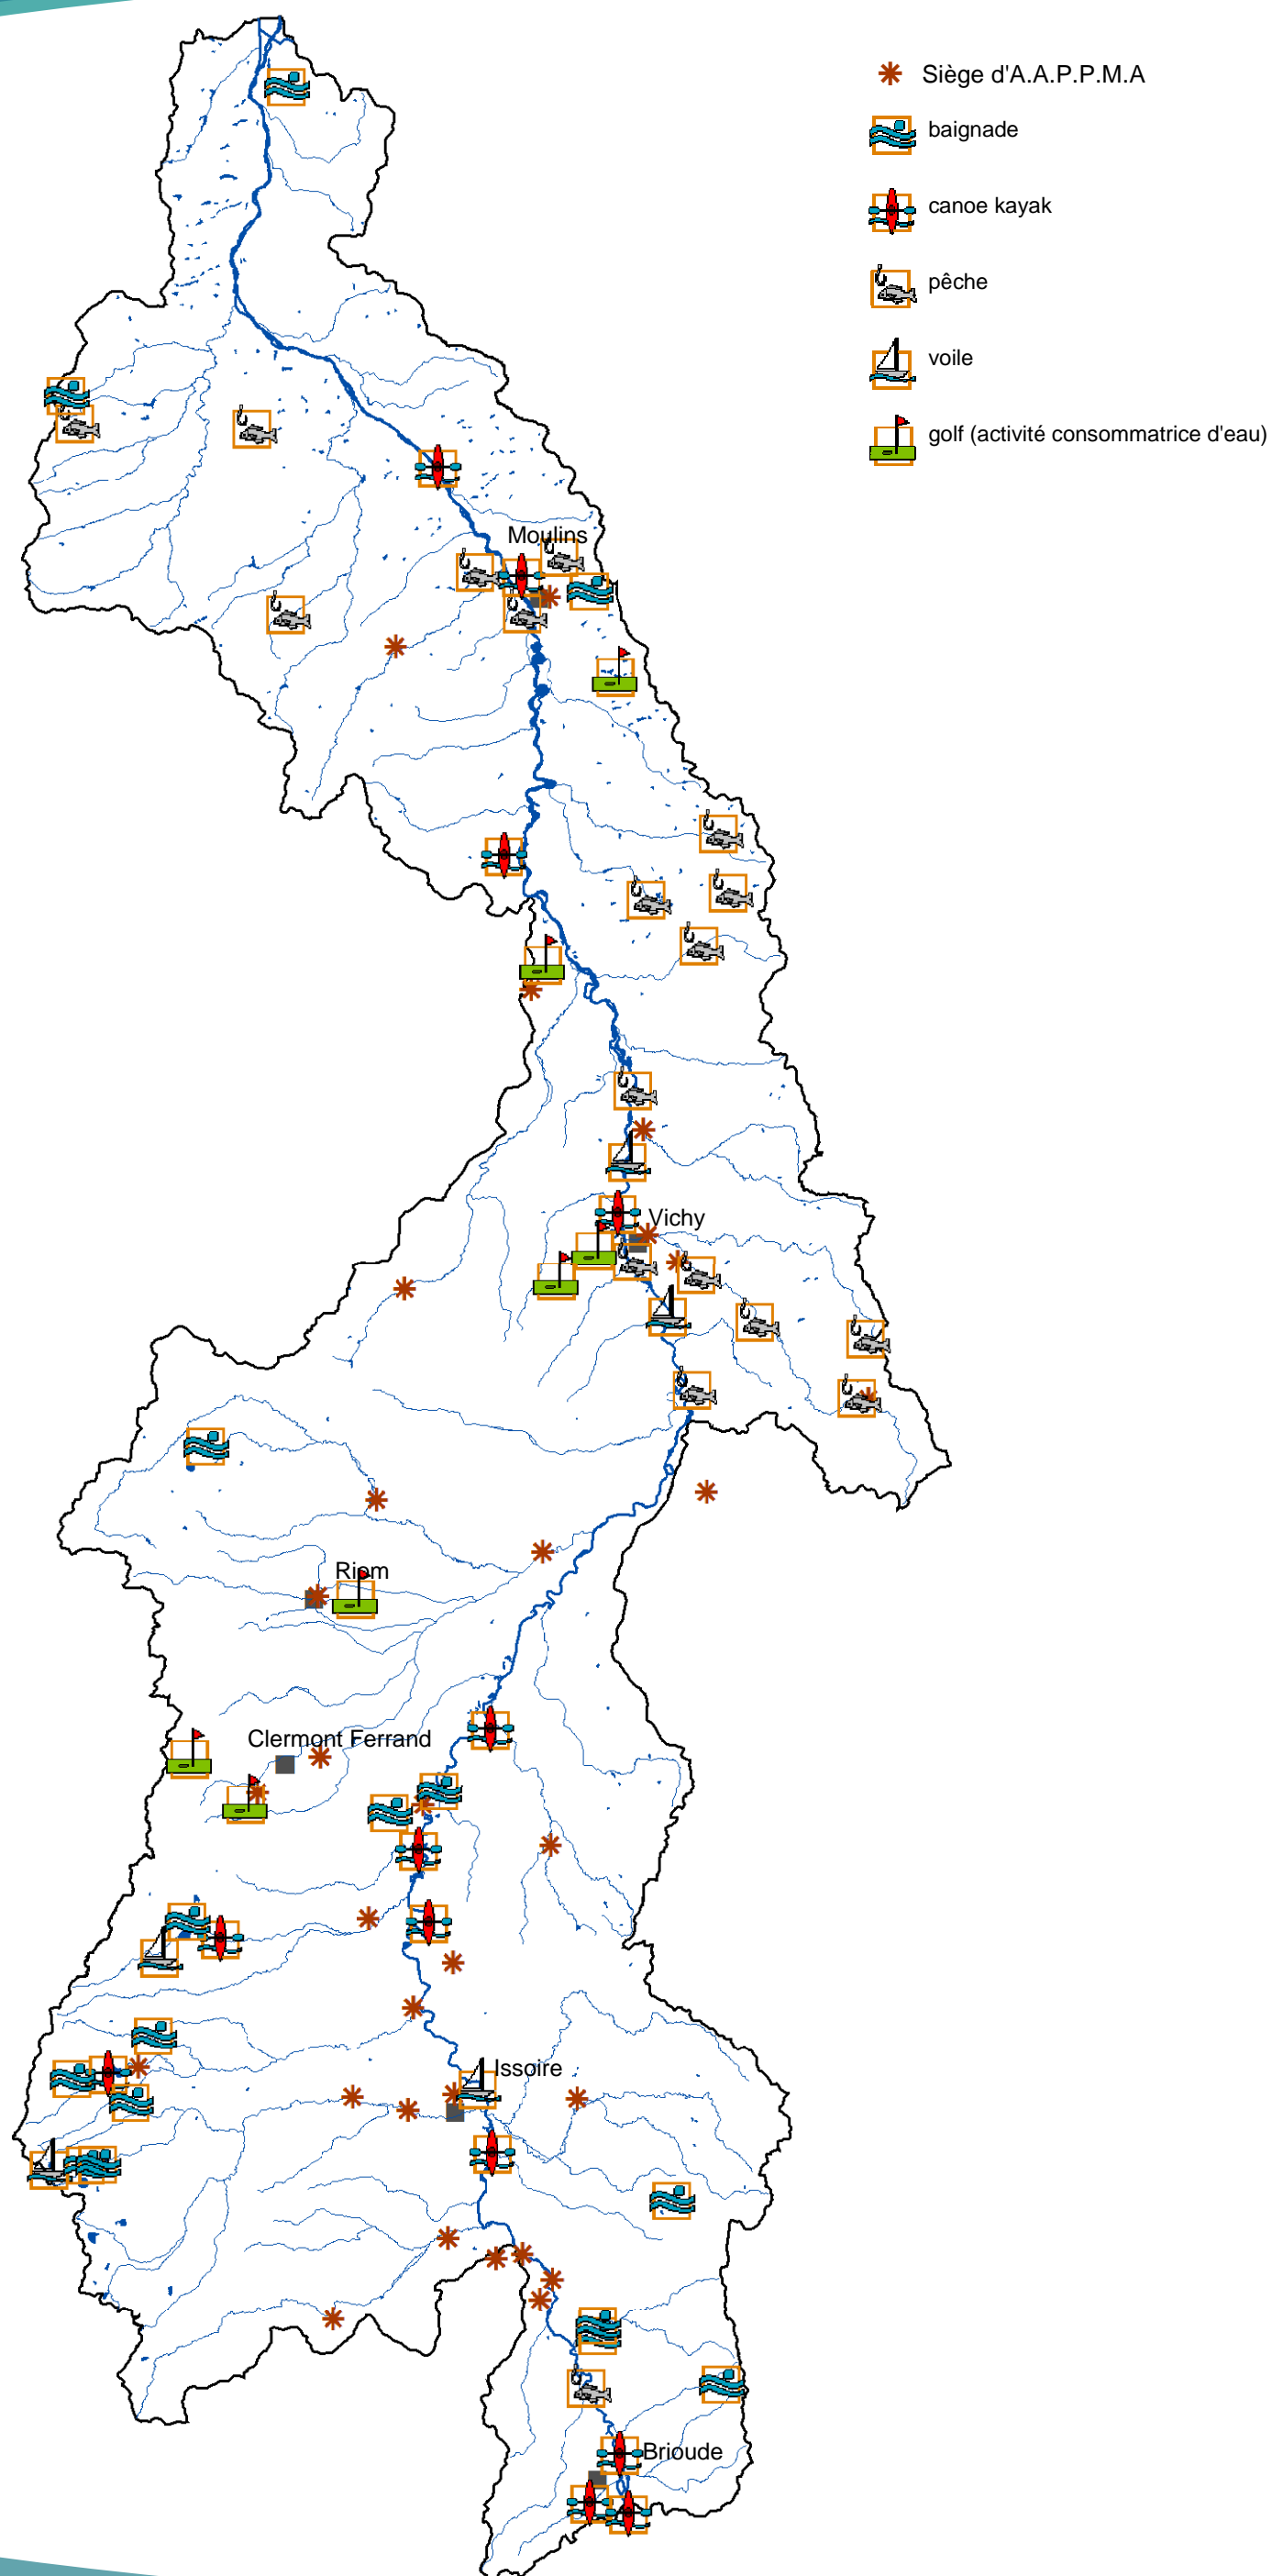 Siège d'A.A.P.P.M.A
baignade
canoe kayak
pêche
voile
golf (activité consommatrice d'eau)
Moulins
Vichy
Riom
Clermont Ferrand
Issoire
Brioude